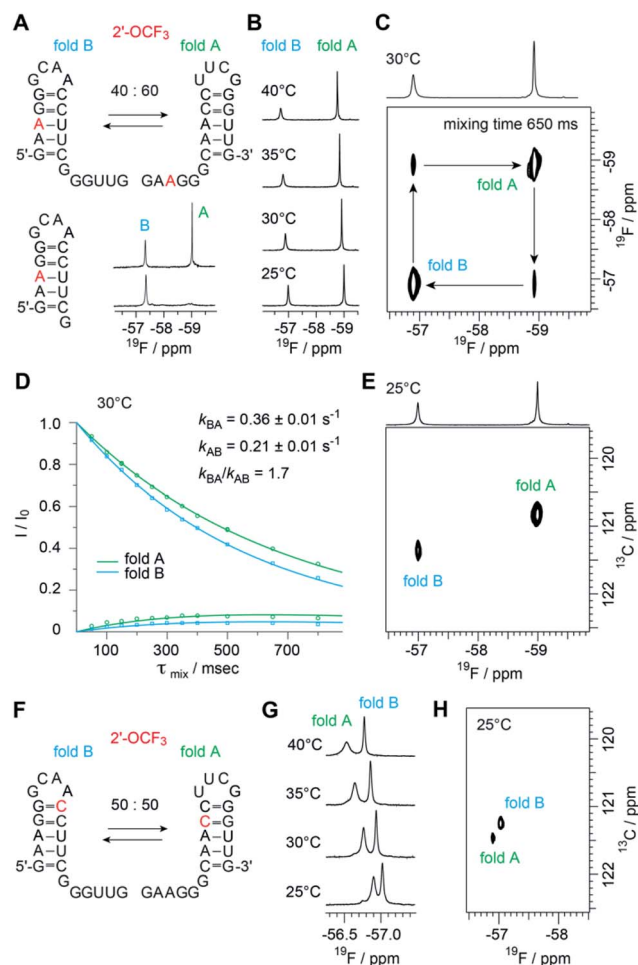 A
2'-OCF3
fold B
fold A
40 : 60
C A
G A
G C
G=C
G=C
G=U
A–U
A–U
G=C
5'-G
G
GGUUG GAAGG
U U C
U G
C=G
C=G
A–U
A–U
C=G
G-3'
B
A
-57 -58 -59
19F / ppm
B
fold B
fold A
40°C
35°C
30°C
25°C
-57 -58 -59
19F / ppm
C
30°C
mixing time 650 ms
fold A
fold B
-59
-58
-57
19F / ppm
-57 -58 -59
19F / ppm
D
30°C
kBA = 0.36 ± 0.01 s-1
kAB = 0.21 ± 0.01 s-1
kBA/kAB = 1.7
1.0
0.8
0.6
0.4
0.2
0
I / I0
fold A
fold B
100 300 500 700
τmix / msec
E
25°C
fold A
fold B
120
121
122
13C / ppm
-57 -58 -59
19F / ppm
F
2'-OCF3
fold B
fold A
50 : 50
5'-G
GGUUG GAAGG
G-3'
G
fold A
fold B
40°C
35°C
30°C
25°C
-56.5 -57.0
19F / ppm
H
25°C
fold B
fold A
120
121
122
13C / ppm
-57 -58
19F / ppm